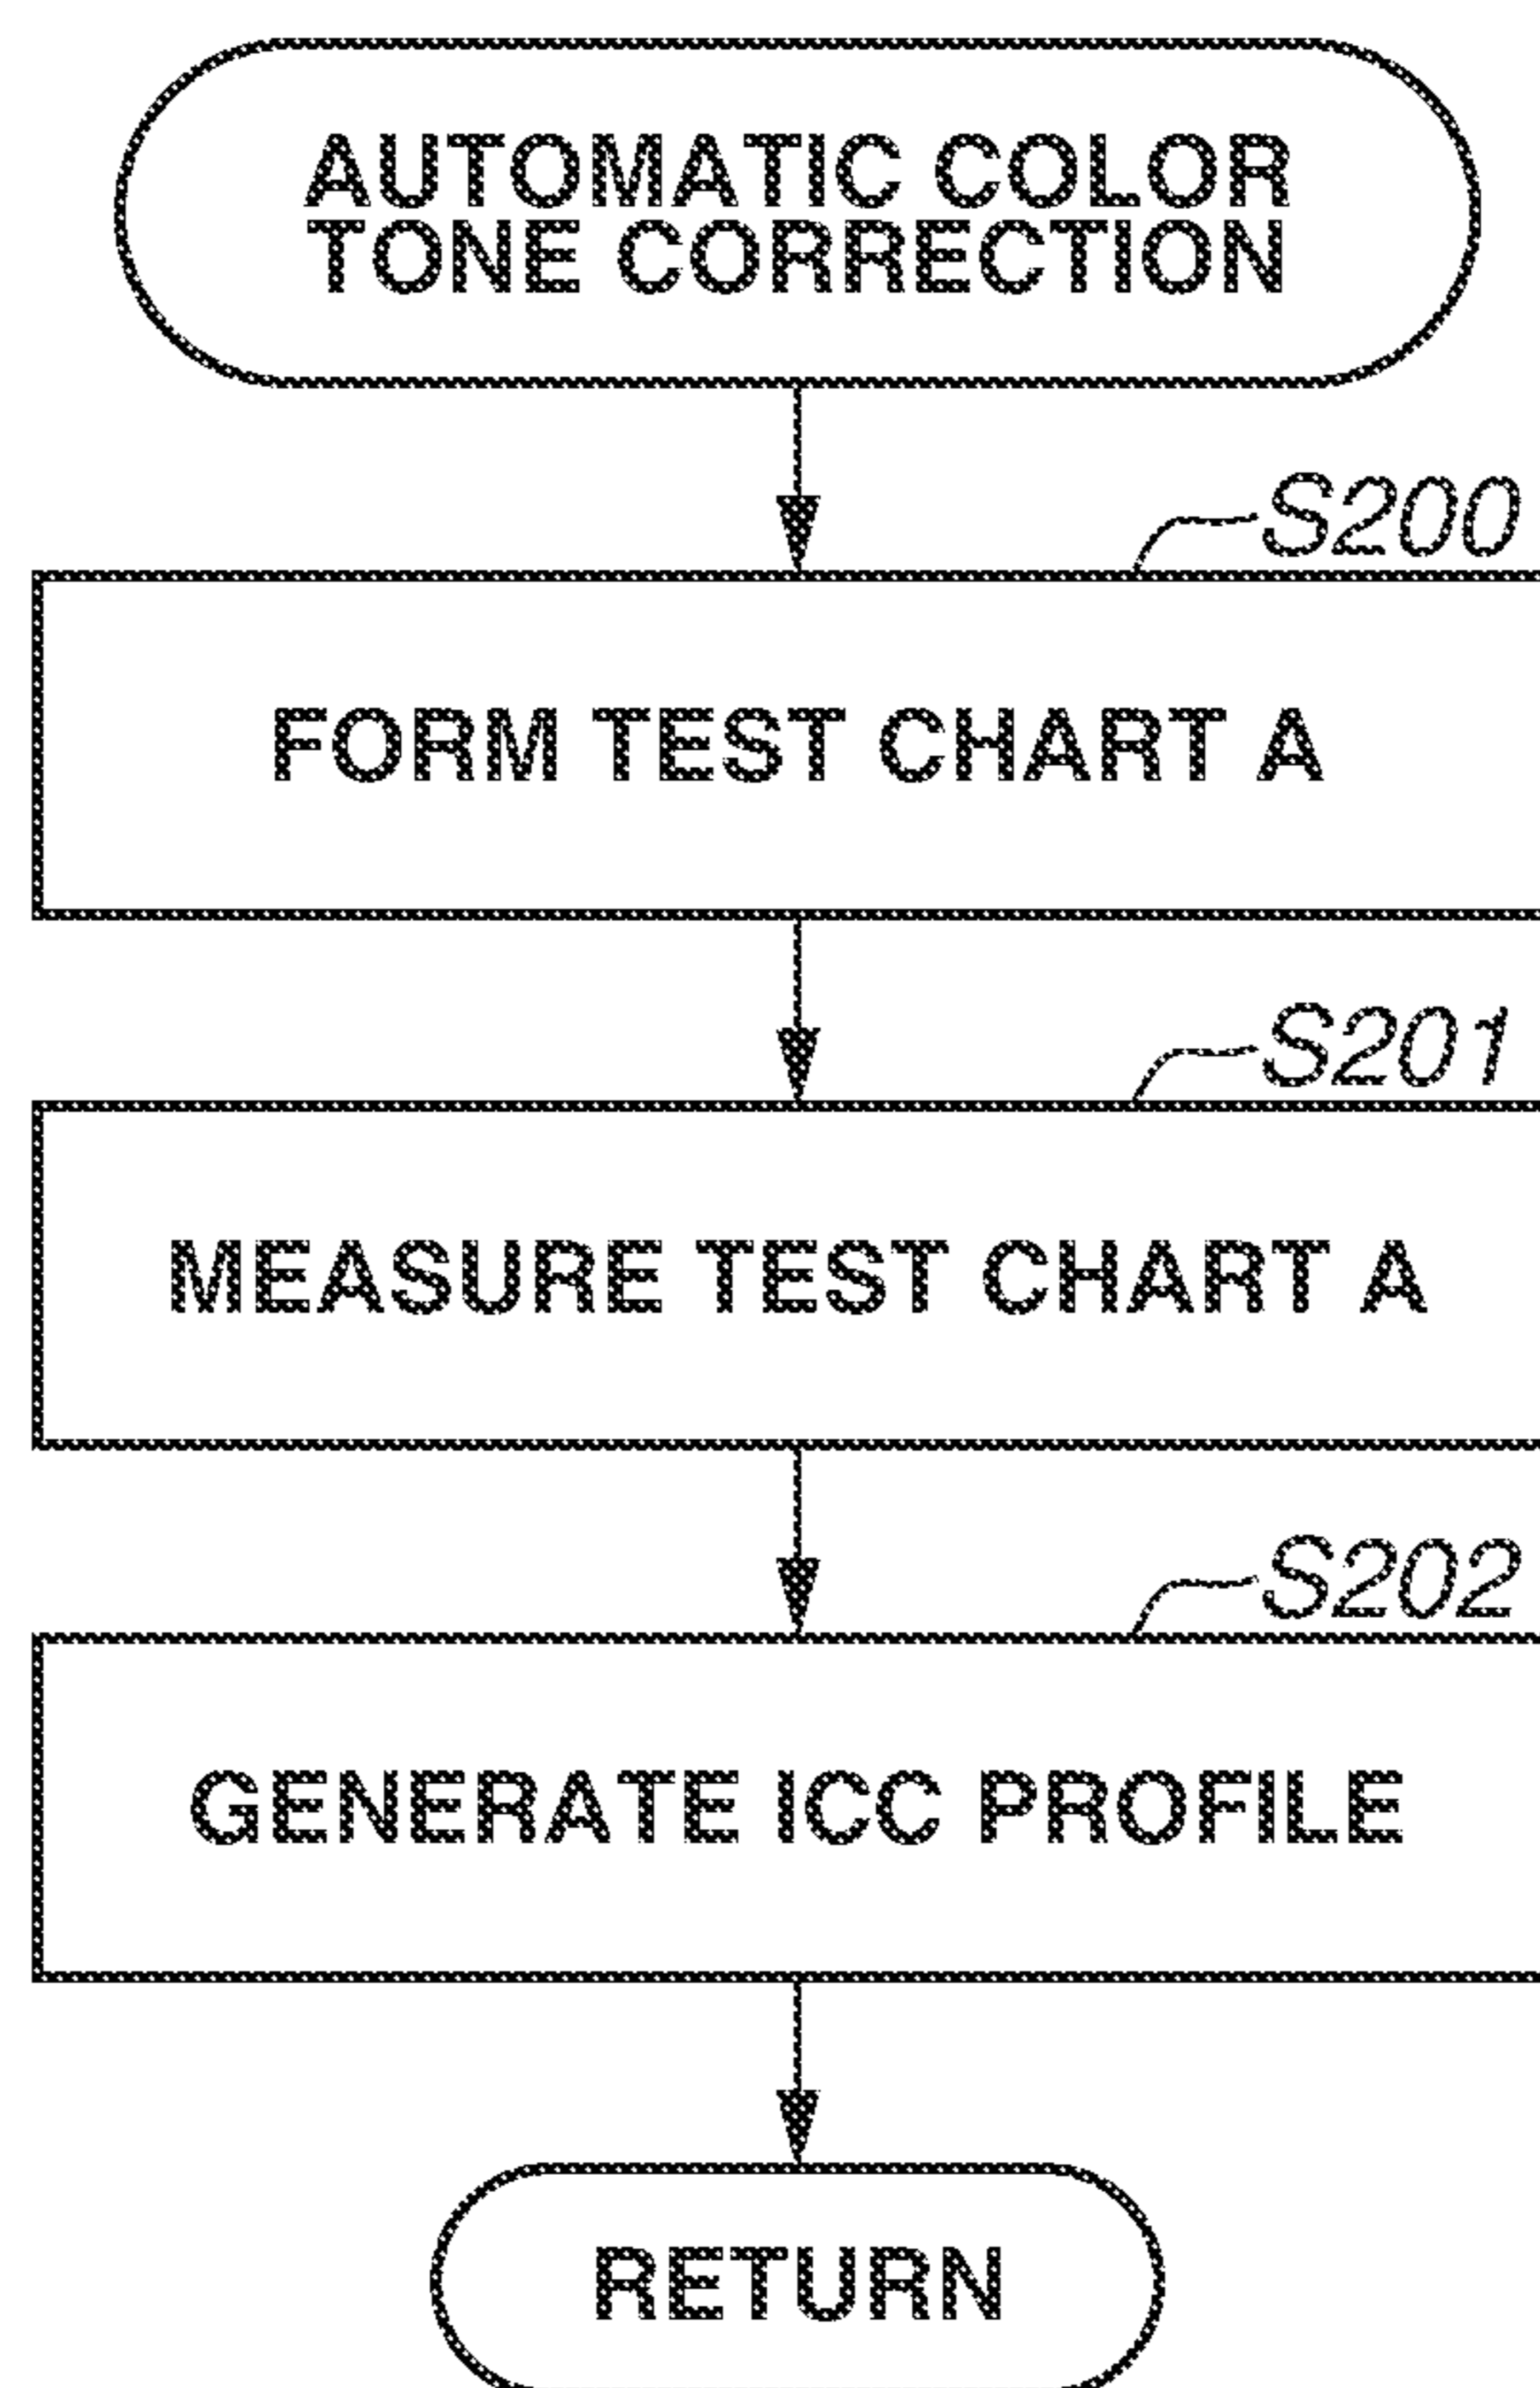 AUTOMATIC COLOR
TONE CORRECTION
S200
FORM TEST CHART A
S201
MEASURE TEST CHART A
S202
GENERATE ICC PROFILE
RETURN